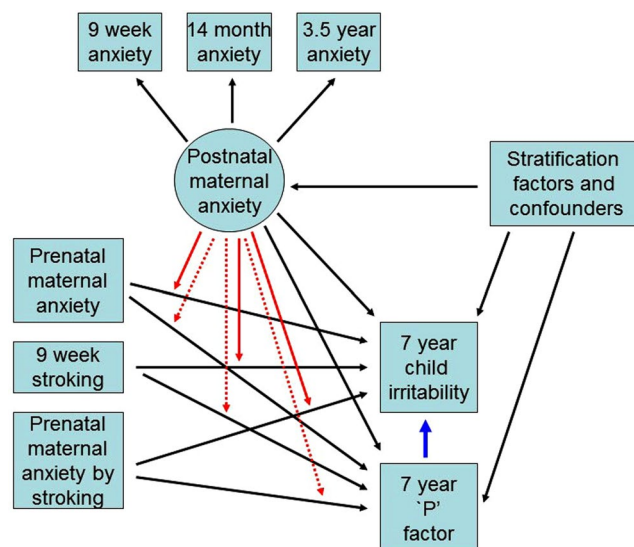 9 week
anxiety
14 month
anxiety
3.5 year
anxiety
Postnatal
maternal
anxiety
Stratification
factors and
confounders
Prenatal
maternal
anxiety
9 week
stroking
Prenatal
maternal
anxiety by
stroking
7 year
child
irritability
7 year
`P'
factor